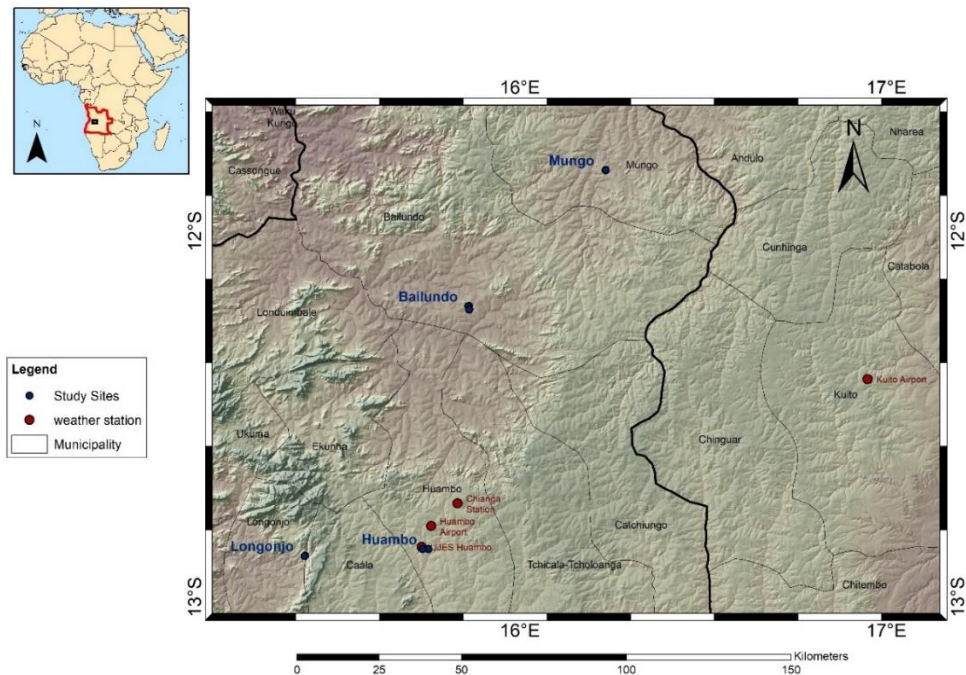 N
16°E
17°E
N
Waku
Kungo
Cassongue
Mungo
Mungo
Andulo
Nharea
12°S
12°S
Bailundo
Cunhinga
Catabola
Bailundo
Londuimbale
Legend
Study Sites
weather station
Municipality
Kuito Airport
Kuito
Ukuma
Ekunha
Chinguar
Huambo
Chianga
Station
Longonjo
Huambo
Airport
Catchiungo
Longonjo
Huambo
UJES Huambo
Caála
Tchicala-Tcholoanga
Chitembo
13°S
13°S
16°E
17°E
Kilometers
0
25
50
100
150